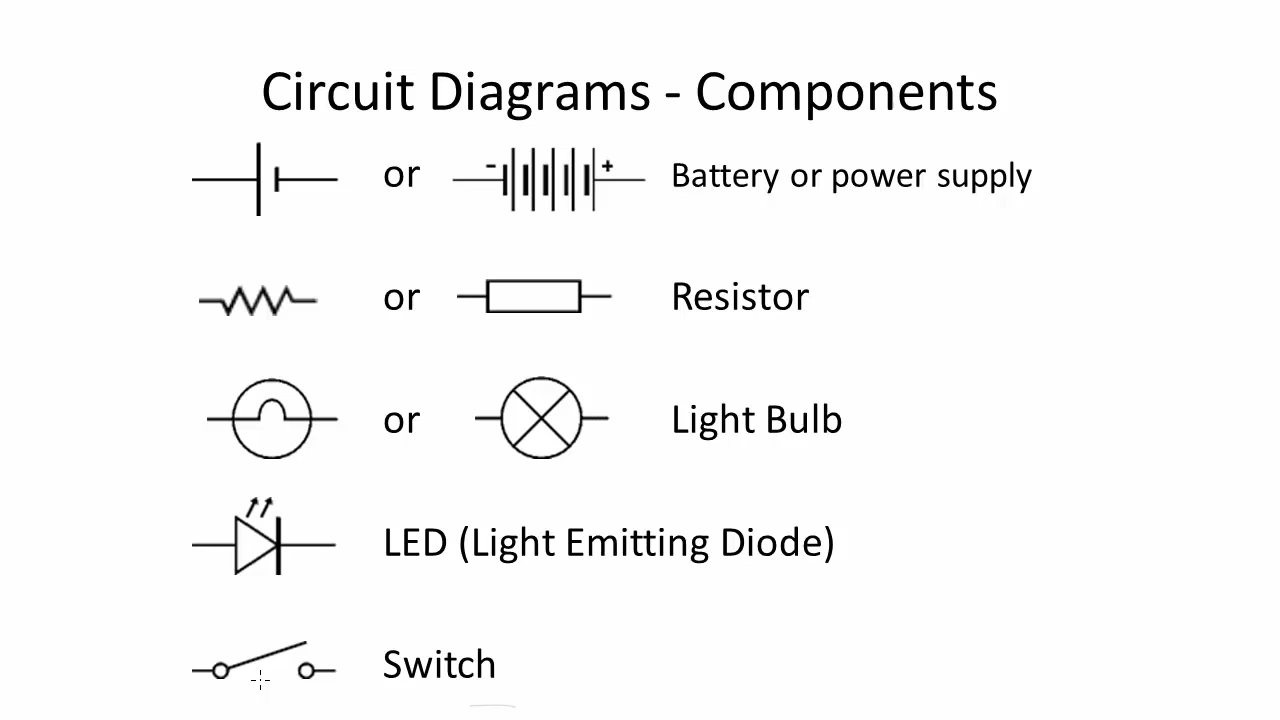 Circuit Diagrams - Components
or - + Battery or power supply
or Resistor
or Light Bulb
LED (Light Emitting Diode)
Switch